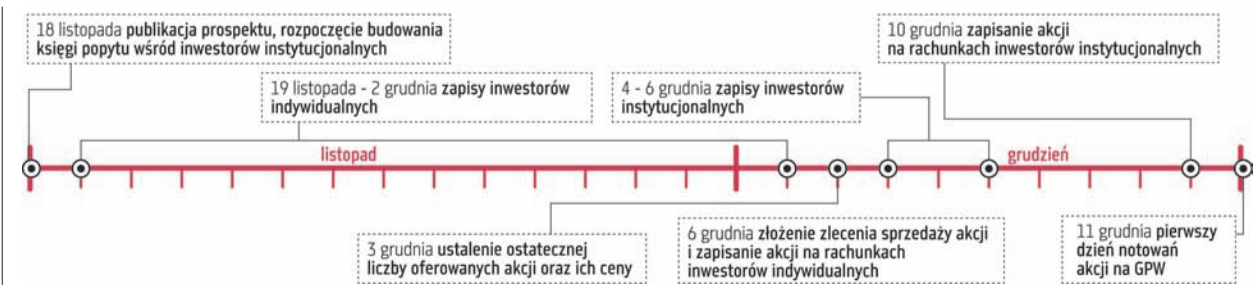 18 listopada publikacja prospektu, rozpoczęcie budowania
księgi popytu wśród inwestorów instytucjonalnych
19 listopada - 2 grudnia zapisy inwestorów
indywidualnych
4 - 6 grudnia zapisy inwestorów
instytucjonalnych
10 grudnia zapisanie akcji
na rachunkach inwestorów instytucjonalnych
listopad
grudzień
3 grudnia ustalenie ostatecznej
liczby oferowanych akcji oraz ich ceny
6 grudnia złożenie zlecenia sprzedaży akcji
i zapisanie akcji na rachunkach
inwestorów indywidualnych
11 grudnia pierwszy
dzień notowań
akcji na GPW